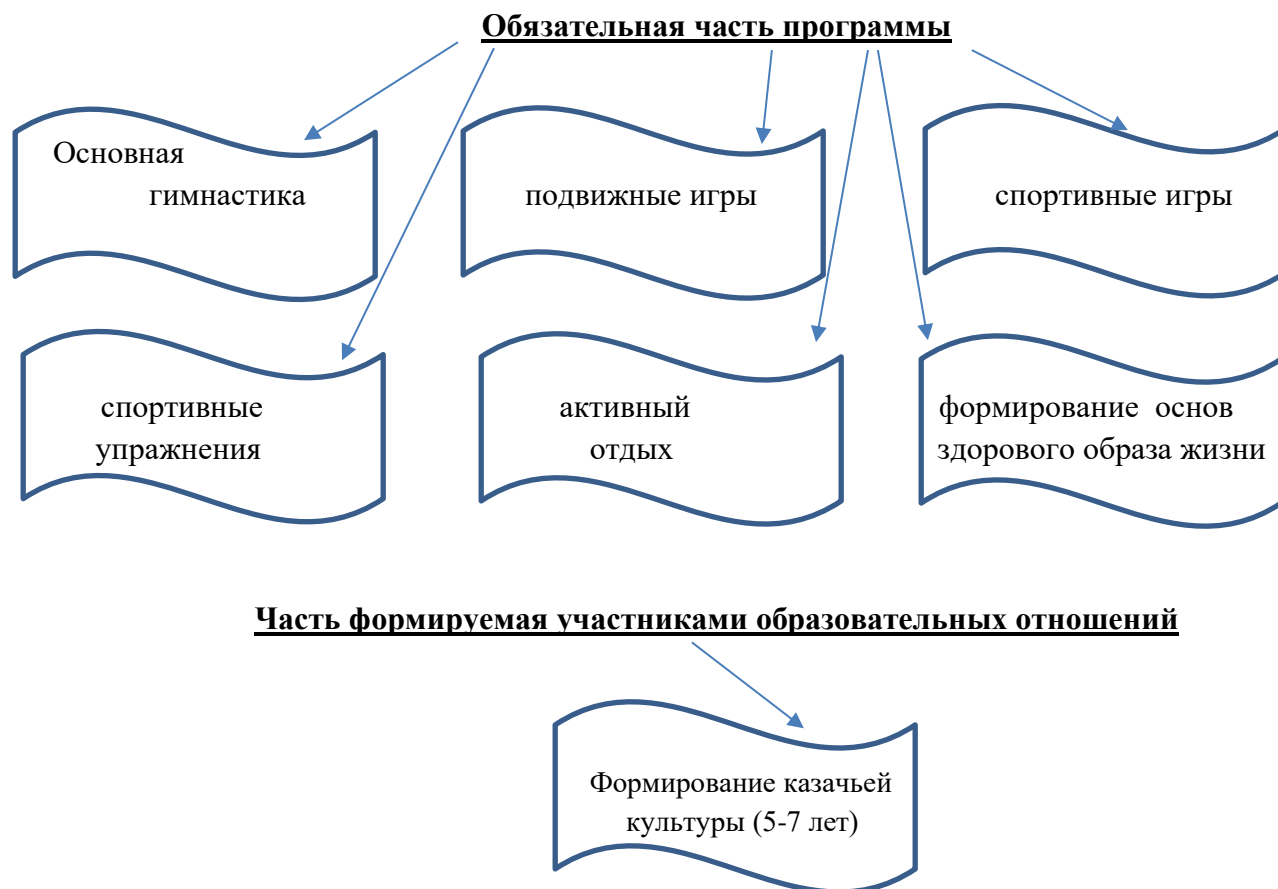 Обязательная часть программы
Основная
гимнастика
подвижные игры
спортивные игры
спортивные
упражнения
активный
отдых
формирование основ
здорового образа жизни
Часть формируемая участниками образовательных отношений
Формирование казачьей
культуры (5-7 лет)